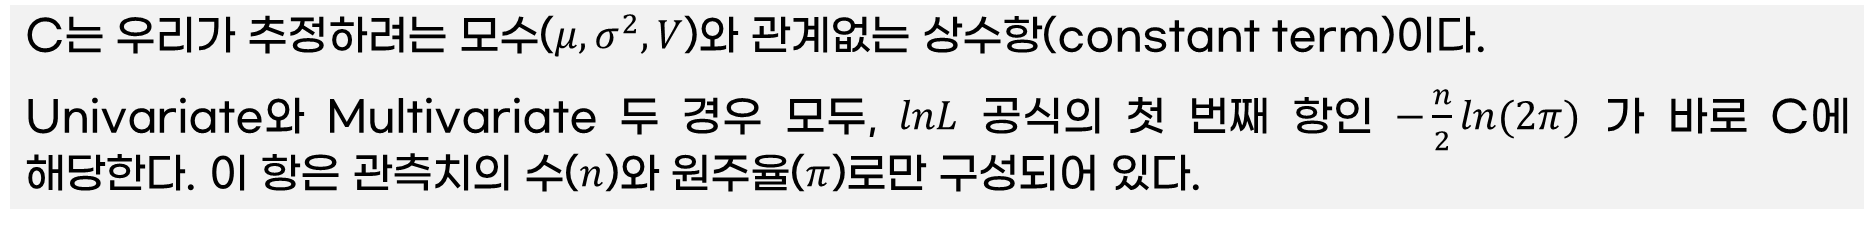 C는 우리가 추정하려는 모수(μ, σ², V)와 관계없는 상수항(constant term)이다.
Univariate와 Multivariate 두 경우 모두, lnL 공식의 첫 번째 항인 −n/2 ln(2π) 가 바로 C에
해당한다. 이 항은 관측치의 수(n)와 원주율(π)로만 구성되어 있다.